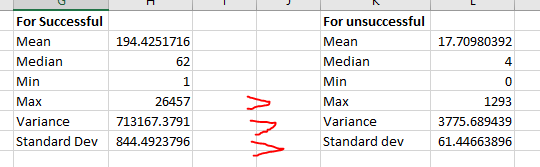 G H I J K L
For Successful For unsuccessful
Mean 194.4251716 Mean 17.70980392
Median 62 Median 4
Min 1 Min 0
Max 26457 Max 1293
Variance 713167.3791 Variance 3775.689439
Standard Dev 844.4923796 Standard dev 61.44663896